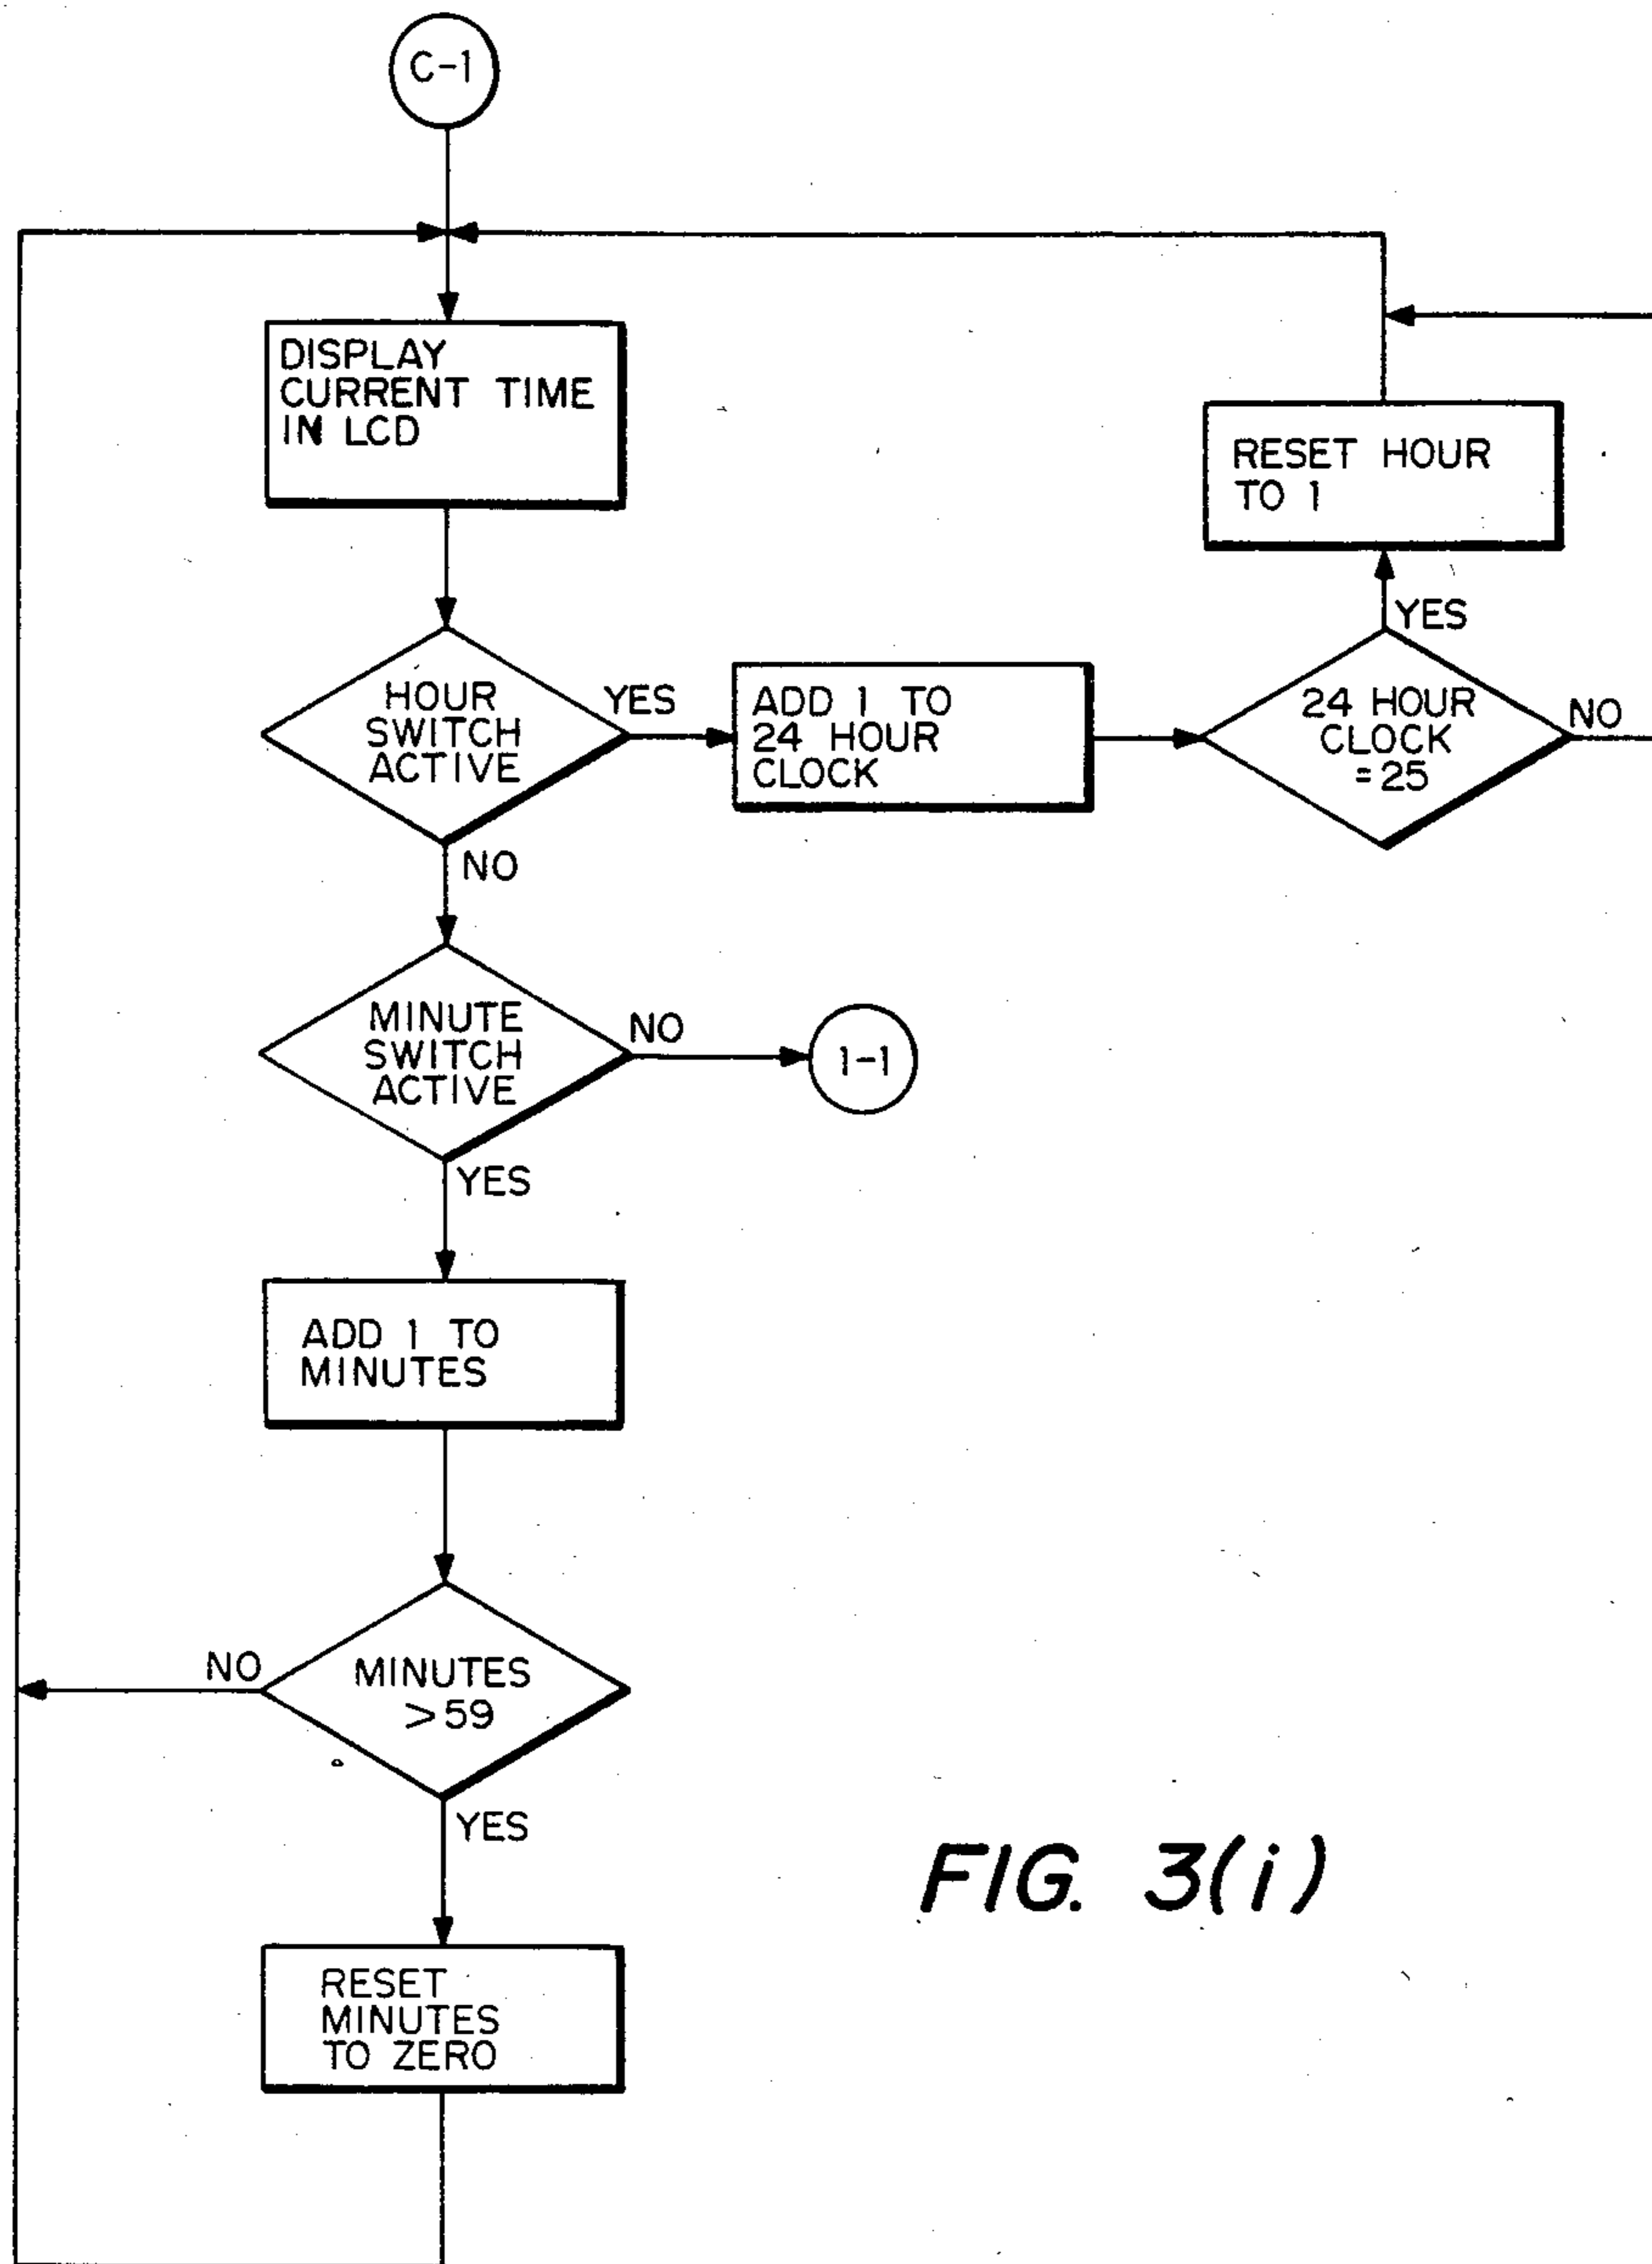 C-1
DISPLAY
CURRENT TIME
IN LCD
RESET HOUR
TO 1
YES
HOUR
SWITCH
ACTIVE
YES
ADD 1 TO
24 HOUR
CLOCK
24 HOUR
CLOCK
=25
NO
NO
MINUTE
SWITCH
ACTIVE
NO
1-1
YES
ADD 1 TO
MINUTES
NO
MINUTES
>59
YES
FIG. 3(i)
RESET
MINUTES
TO ZERO